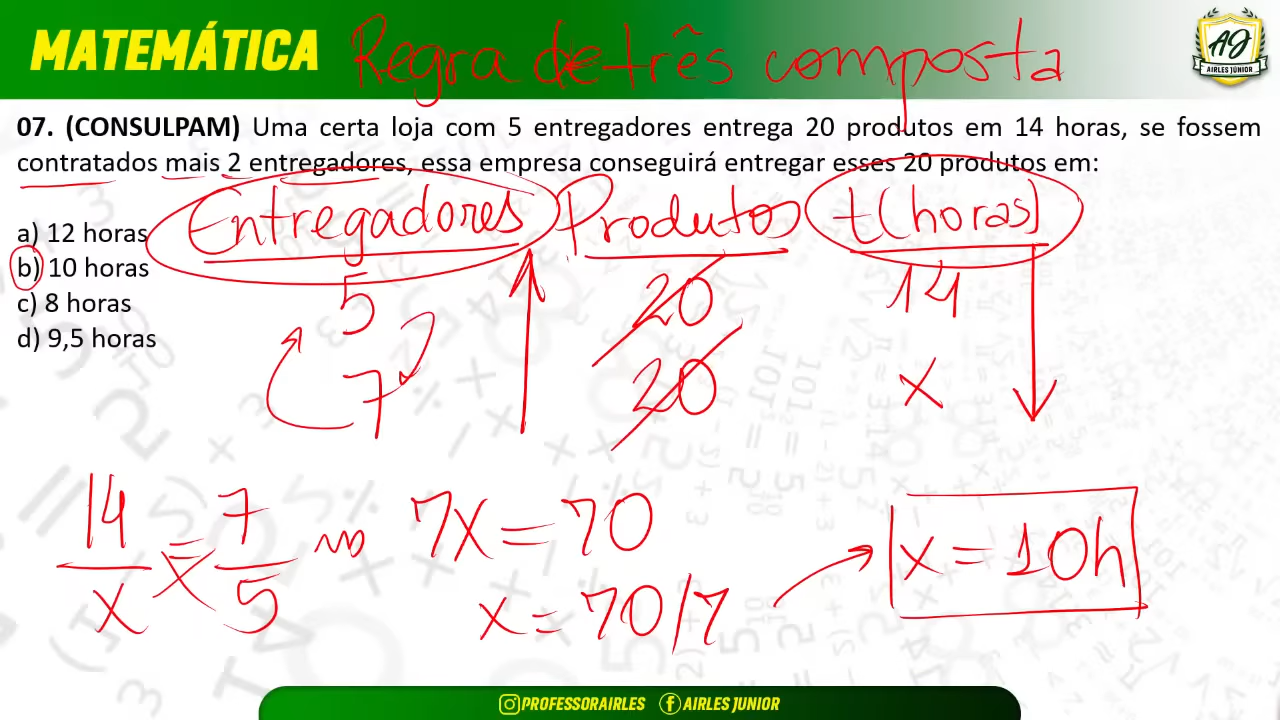 MATEMÁTICA Regra de três composta
AJ
AIRLES JÚNIOR
07. (CONSULPAM) Uma certa loja com 5 entregadores entrega 20 produtos em 14 horas, se fossem
contratados mais 2 entregadores, essa empresa conseguirá entregar esses 20 produtos em:
a) 12 horas
b) 10 horas
c) 8 horas
d) 9,5 horas
Entregadores Produtos t(horas)
5 20 14
7 20 x
14/x = 7/5
7x = 70
x = 70/7
x = 10h
PROFESSORAIRLES AIRLES JUNIOR